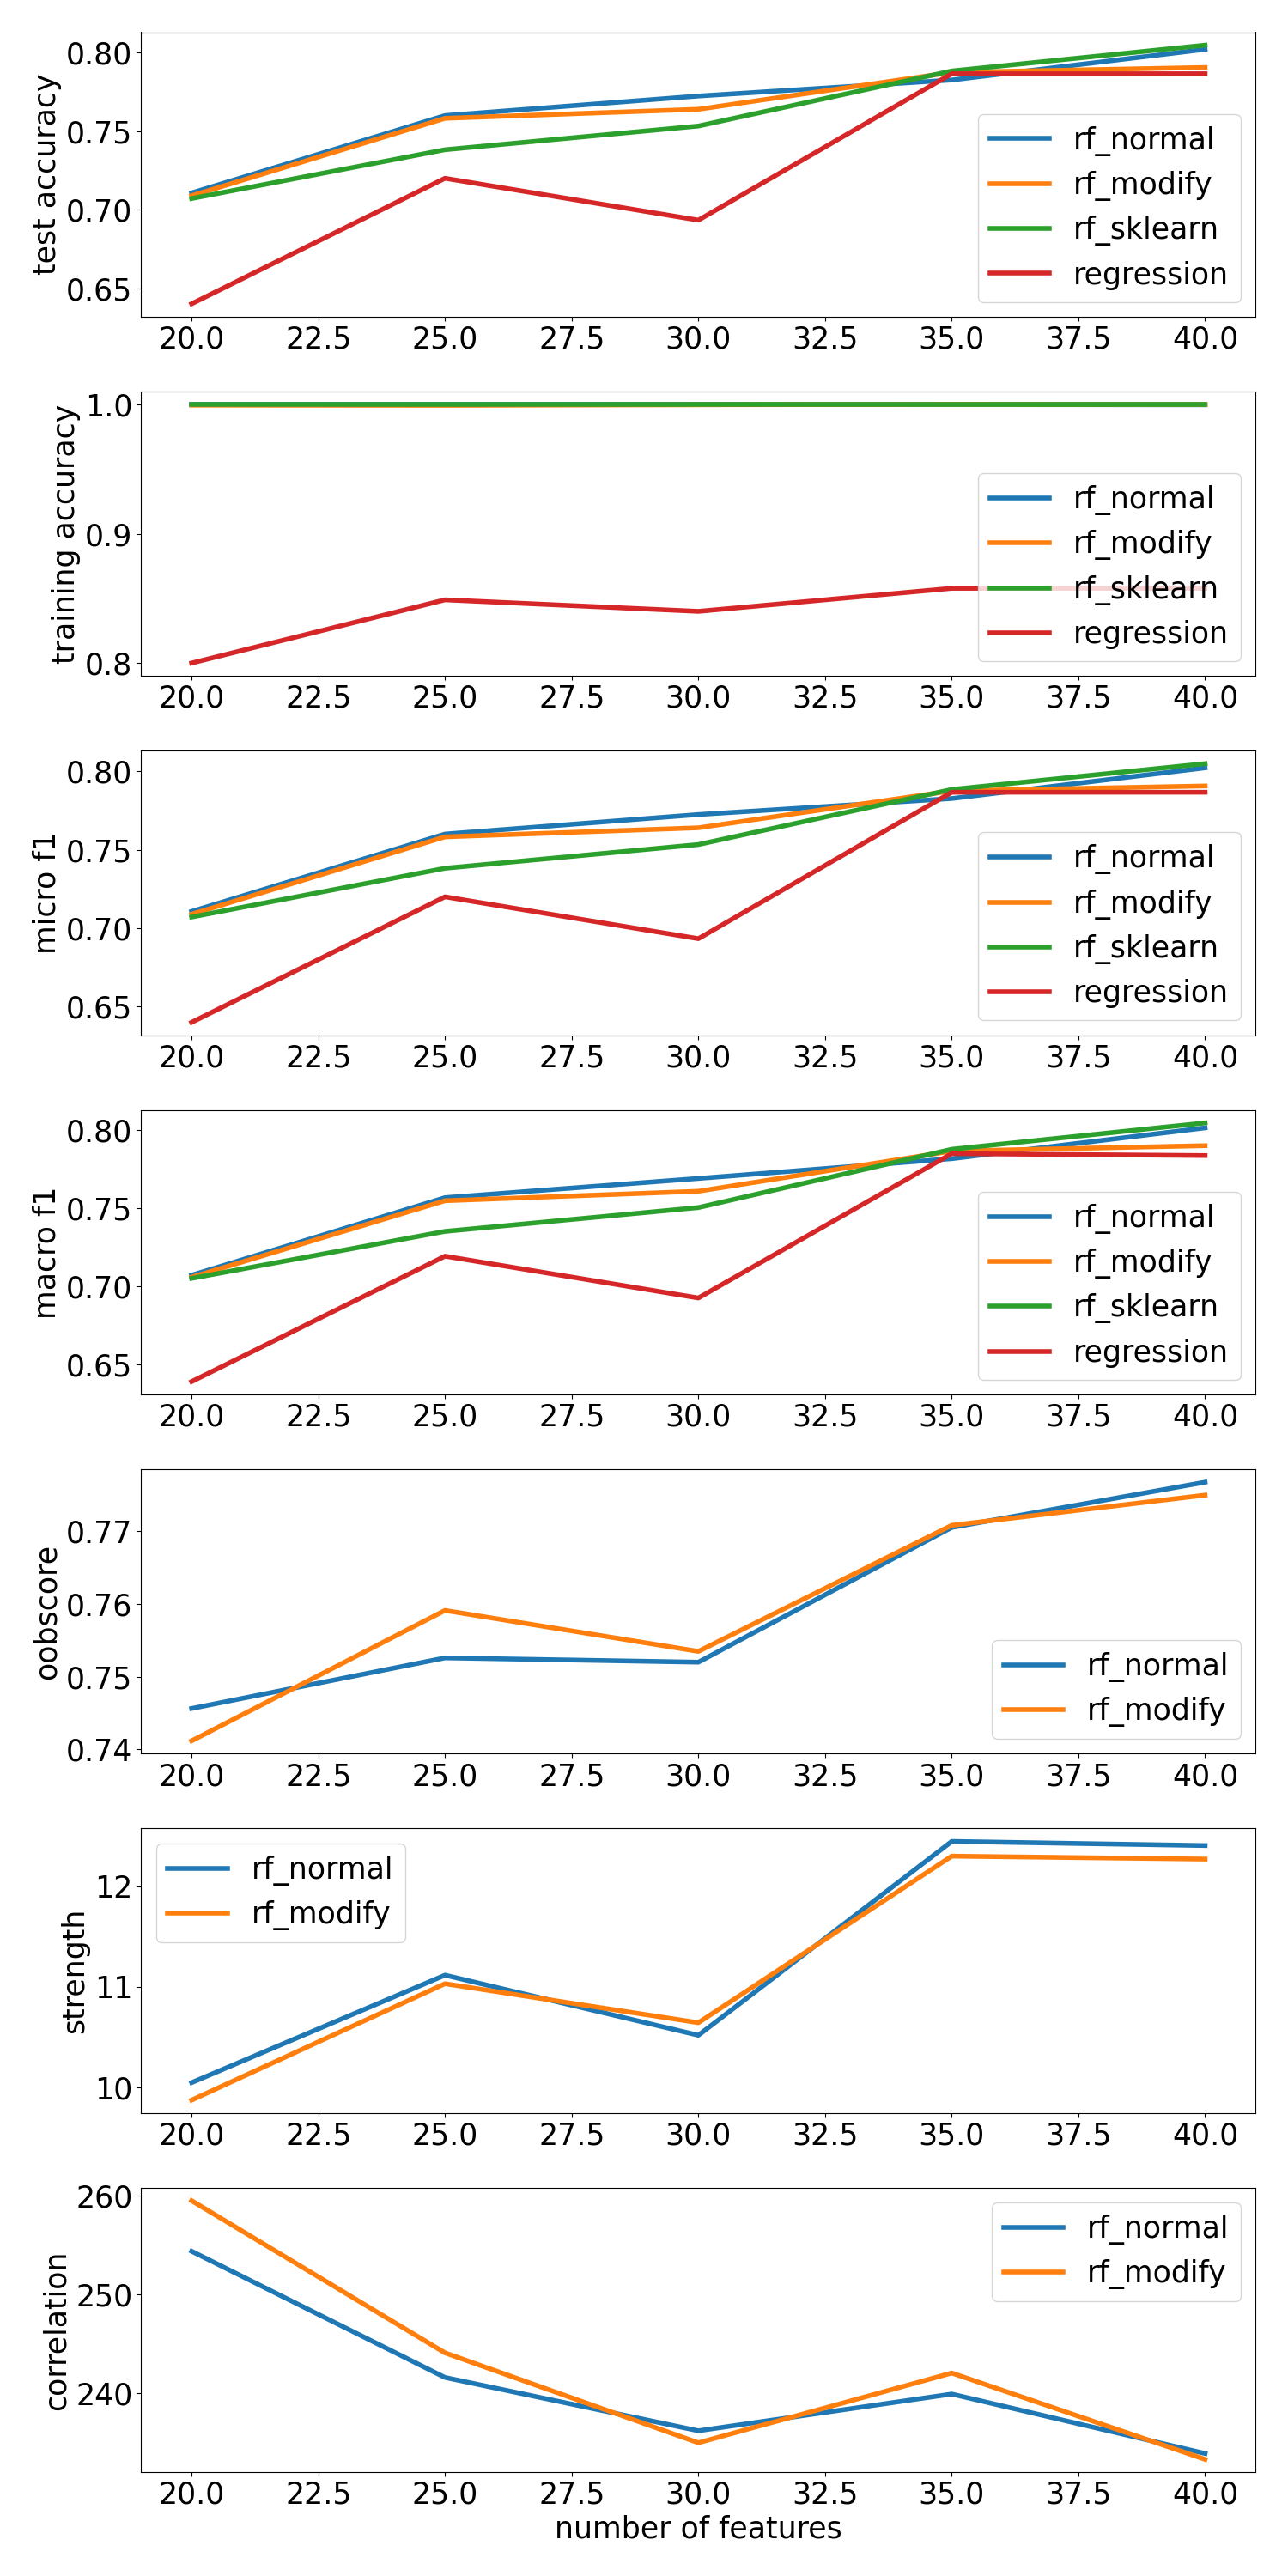 test accuracy
0.80
0.75
0.70
0.65
rf_normal
rf_modify
rf_sklearn
regression
20.0 22.5 25.0 27.5 30.0 32.5 35.0 37.5 40.0
training accuracy
1.0
0.9
0.8
rf_normal
rf_modify
rf_sklearn
regression
20.0 22.5 25.0 27.5 30.0 32.5 35.0 37.5 40.0
micro f1
0.80
0.75
0.70
0.65
rf_normal
rf_modify
rf_sklearn
regression
20.0 22.5 25.0 27.5 30.0 32.5 35.0 37.5 40.0
macro f1
0.80
0.75
0.70
0.65
rf_normal
rf_modify
rf_sklearn
regression
20.0 22.5 25.0 27.5 30.0 32.5 35.0 37.5 40.0
oobscore
0.77
0.76
0.75
0.74
rf_normal
rf_modify
20.0 22.5 25.0 27.5 30.0 32.5 35.0 37.5 40.0
strength
12
11
10
rf_normal
rf_modify
20.0 22.5 25.0 27.5 30.0 32.5 35.0 37.5 40.0
correlation
260
250
240
rf_normal
rf_modify
20.0 22.5 25.0 27.5 30.0 32.5 35.0 37.5 40.0
number of features